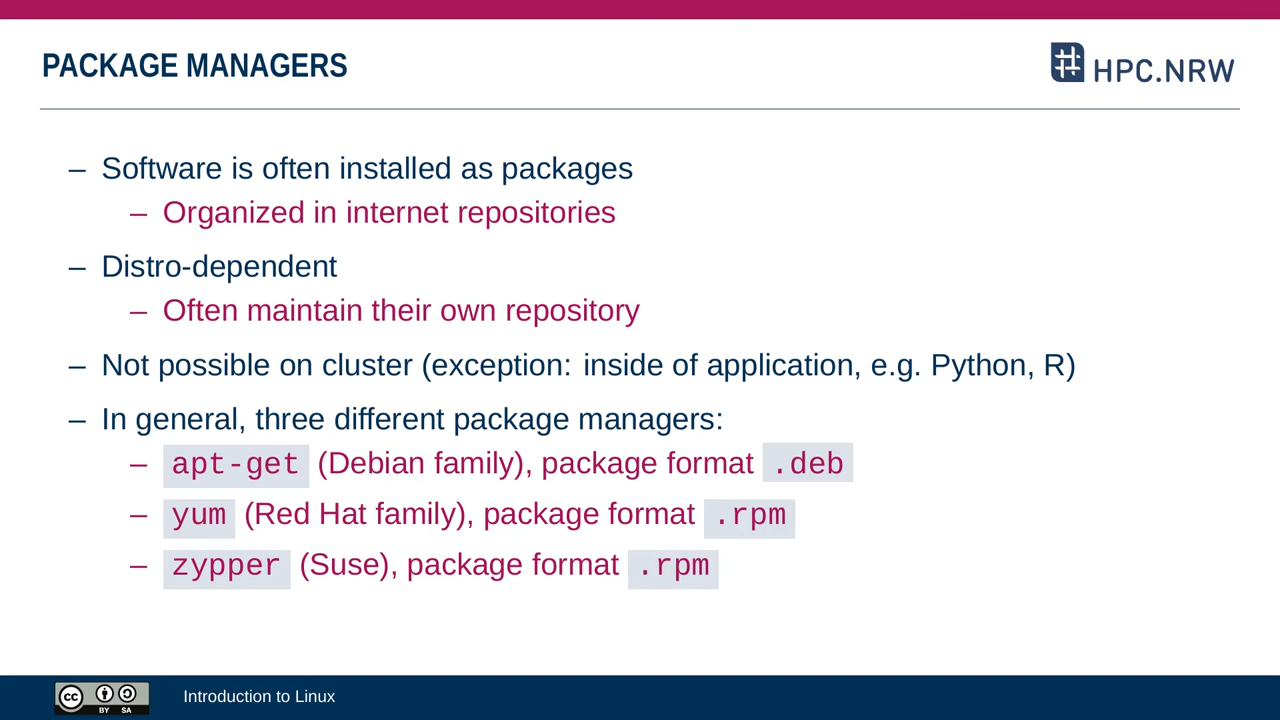 PACKAGE MANAGERS
HPC.NRW
– Software is often installed as packages
– Organized in internet repositories
– Distro-dependent
– Often maintain their own repository
– Not possible on cluster (exception: inside of application, e.g. Python, R)
– In general, three different package managers:
– apt-get (Debian family), package format .deb
– yum (Red Hat family), package format .rpm
– zypper (Suse), package format .rpm
cc BY SA
Introduction to Linux